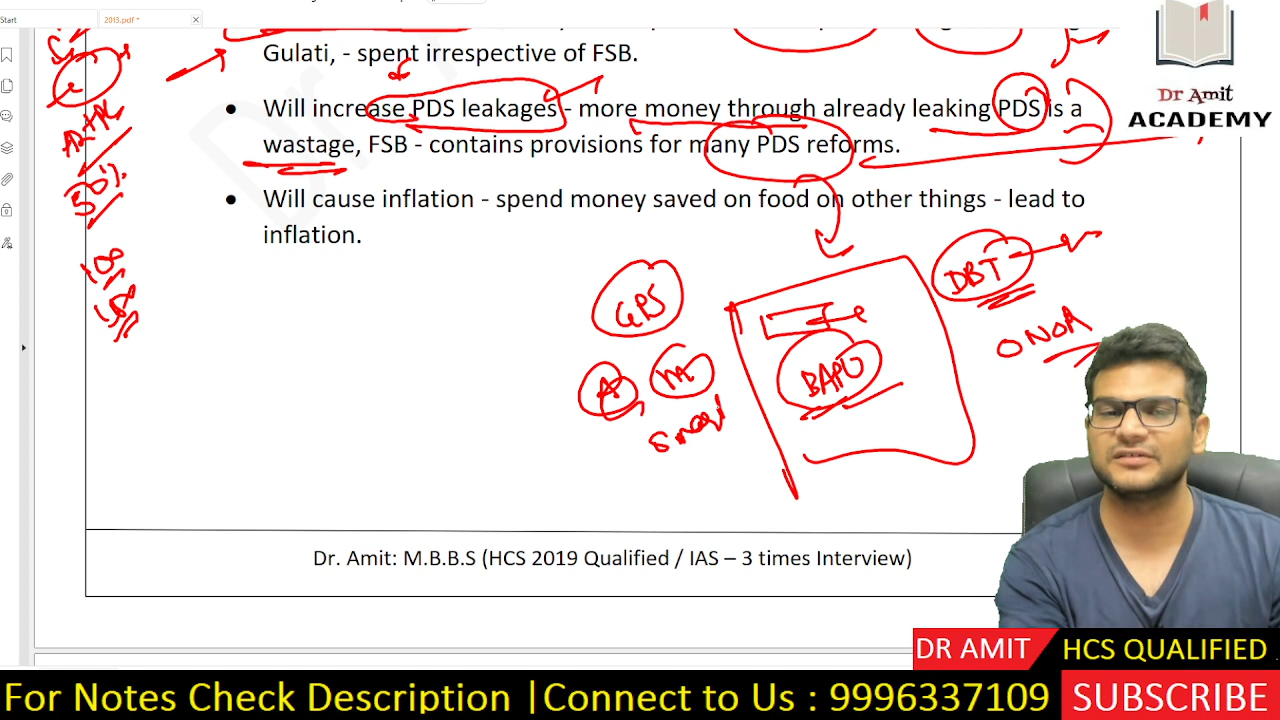 Start
2013.pdf *
Gulati, - spent irrespective of FSB.
• Will increase PDS leakages - more money through already leaking PDS is a
wastage, FSB - contains provisions for many PDS reforms.
• Will cause inflation - spend money saved on food on other things - lead to
inflation.
50%
GPS
A
M
BAPU
DBT
Dr Amit
ACADEMY
Dr. Amit: M.B.B.S (HCS 2019 Qualified / IAS – 3 times Interview)
DR AMIT HCS QUALIFIED
For Notes Check Description |Connect to Us : 9996337109 SUBSCRIBE